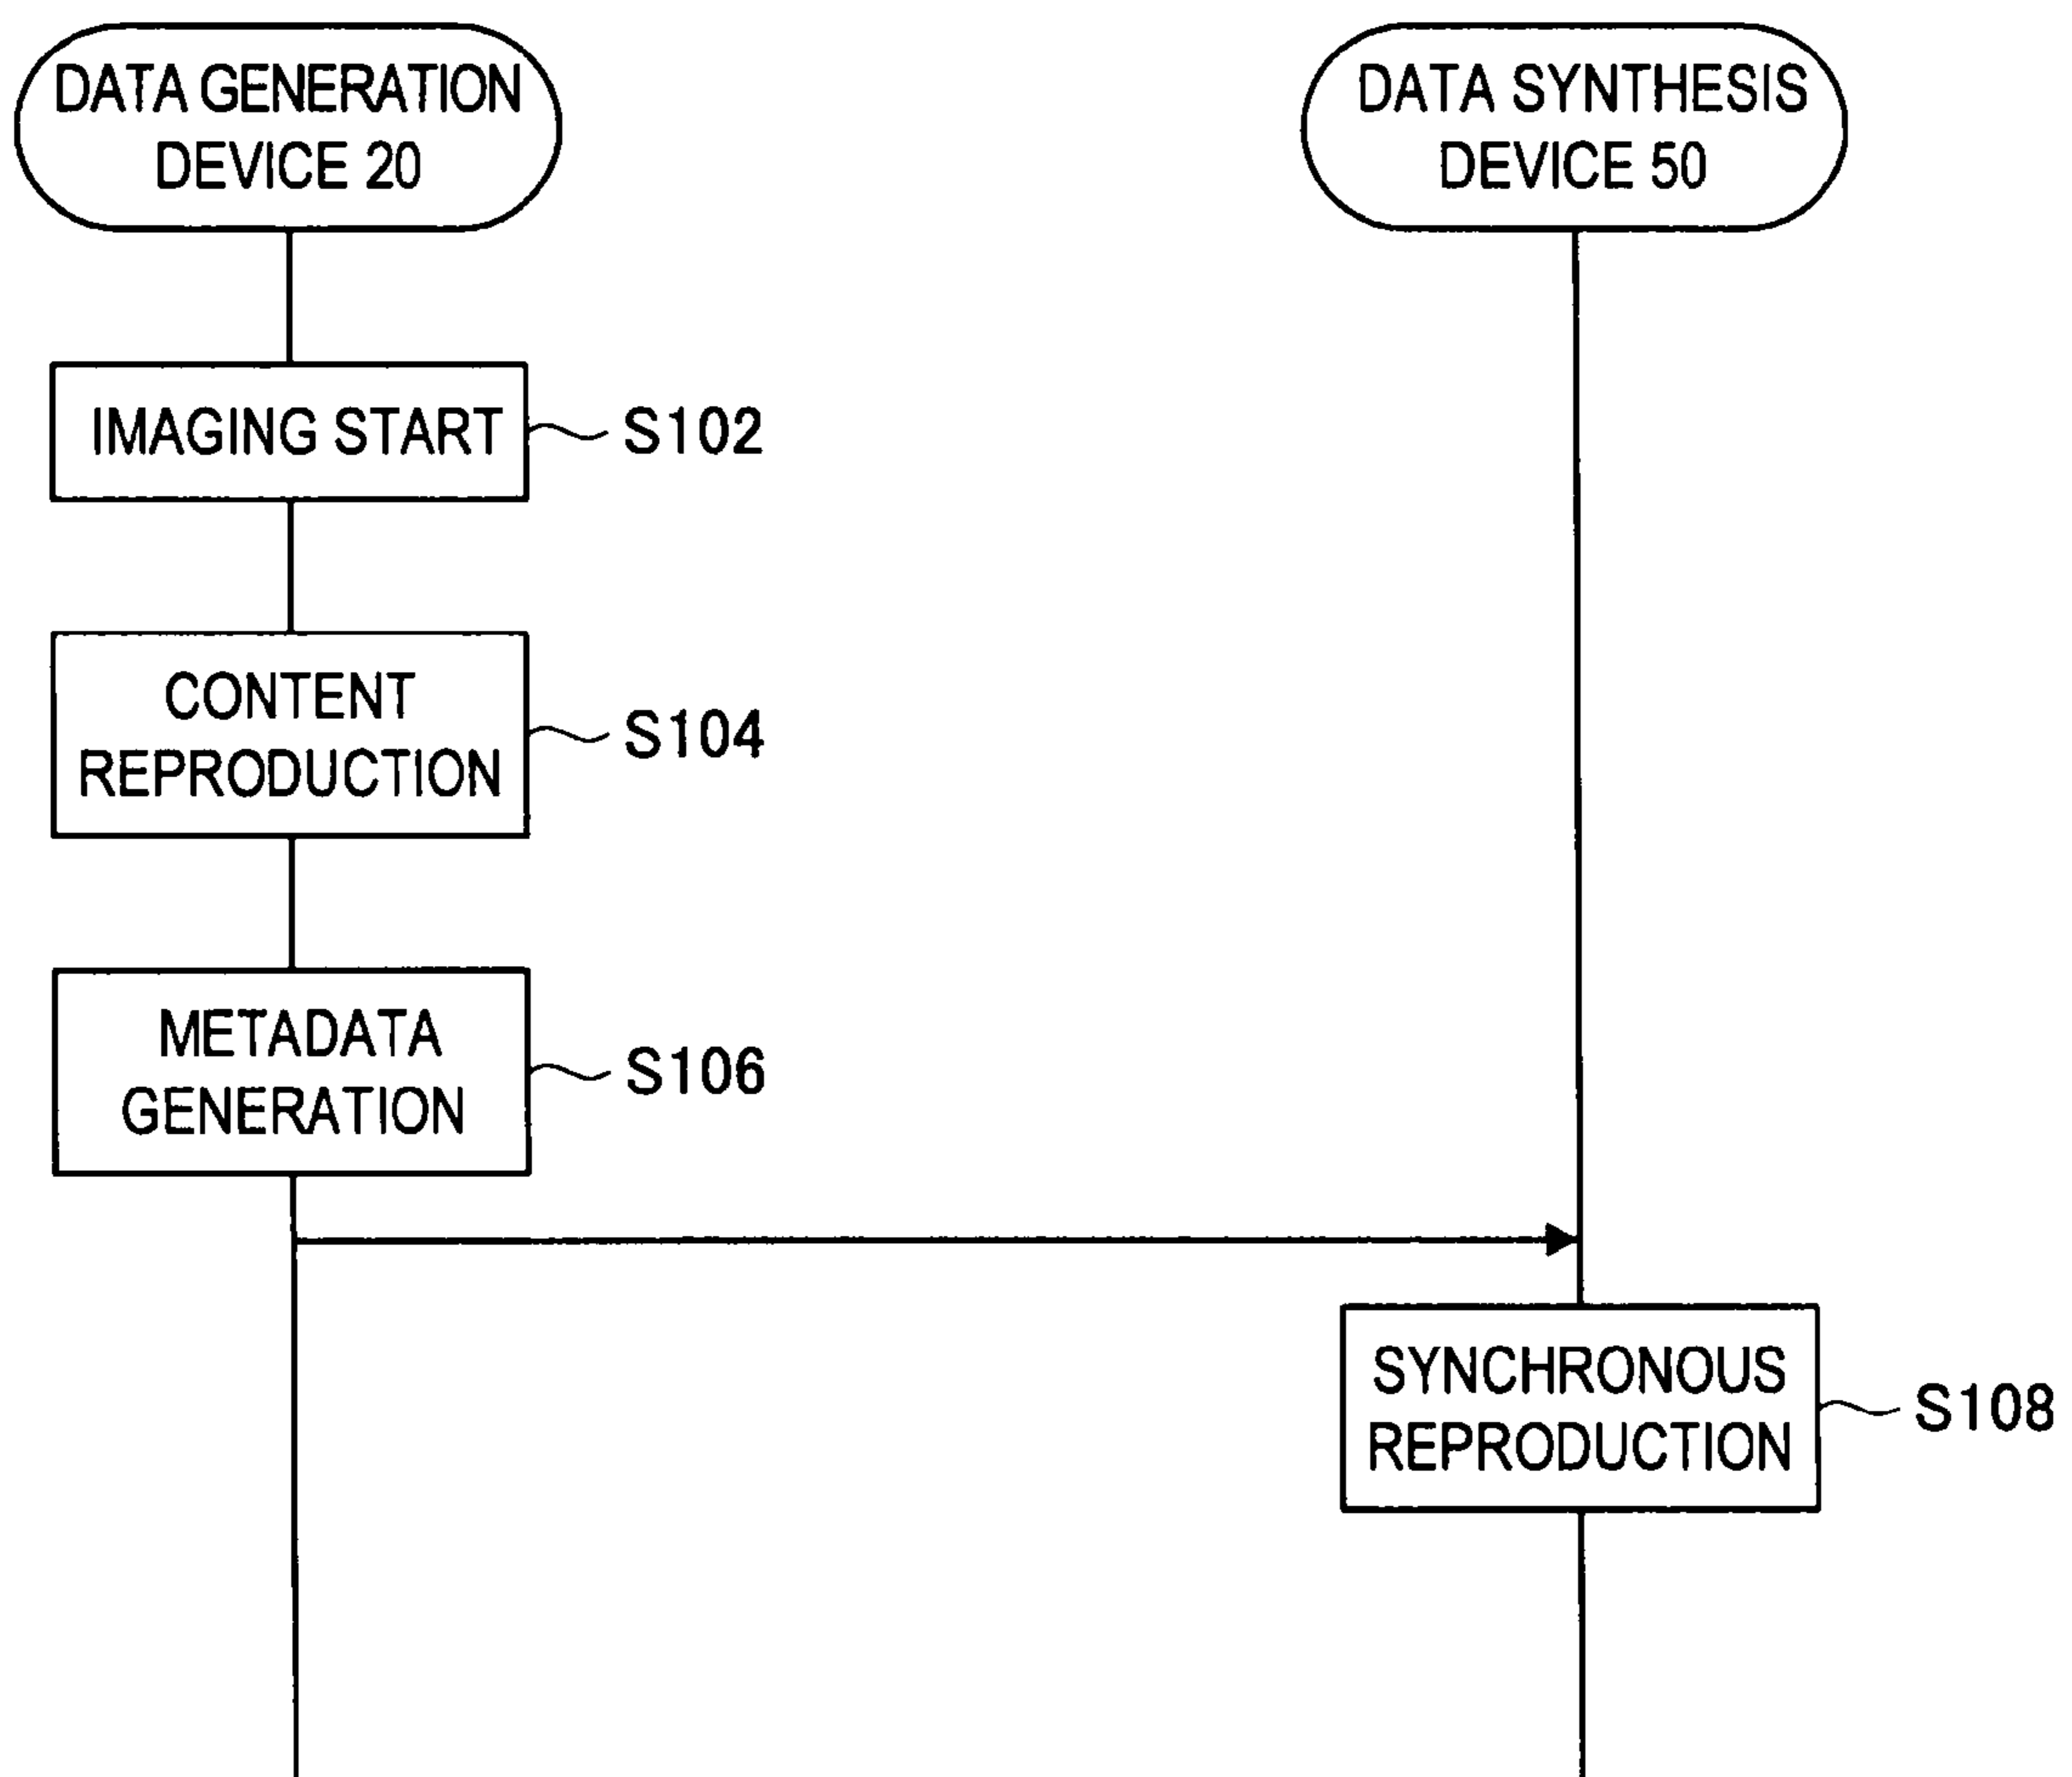 DATA GENERATION
DEVICE 20
DATA SYNTHESIS
DEVICE 50
IMAGING START
S102
CONTENT
REPRODUCTION
S104
METADATA
GENERATION
S106
SYNCHRONOUS
REPRODUCTION
S108